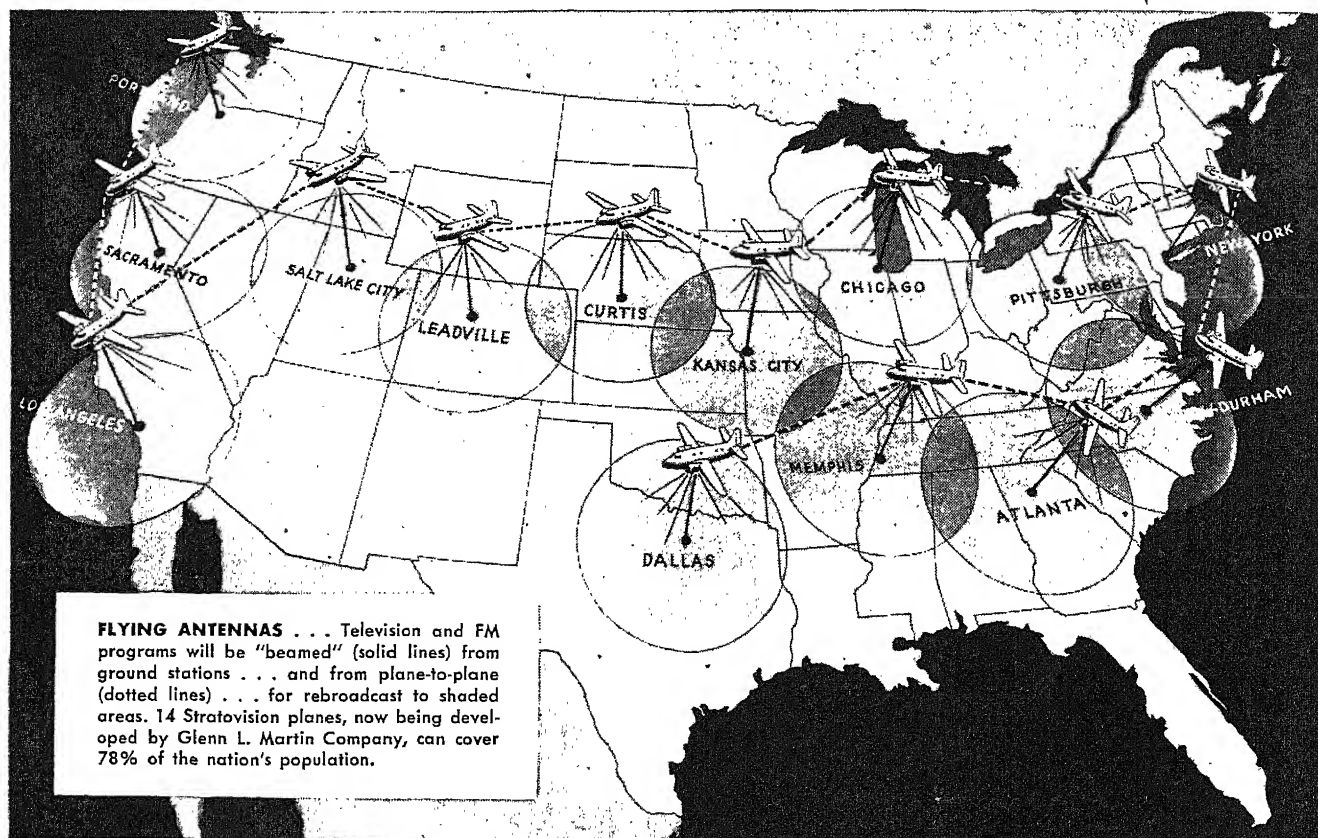 PORTLAND
SACRAMENTO
SALT LAKE CITY
LEADVILLE
CURTIS
KANSAS CITY
CHICAGO
PITTSBURGH
NEW YORK
LOS ANGELES
DALLAS
MEMPHIS
ATLANTA
DURHAM
FLYING ANTENNAS . . . Television and FM
programs will be "beamed" (solid lines) from
ground stations . . . and from plane-to-plane
(dotted lines) . . . for rebroadcast to shaded
areas. 14 Stratovision planes, now being devel-
oped by Glenn L. Martin Company, can cover
78% of the nation's population.